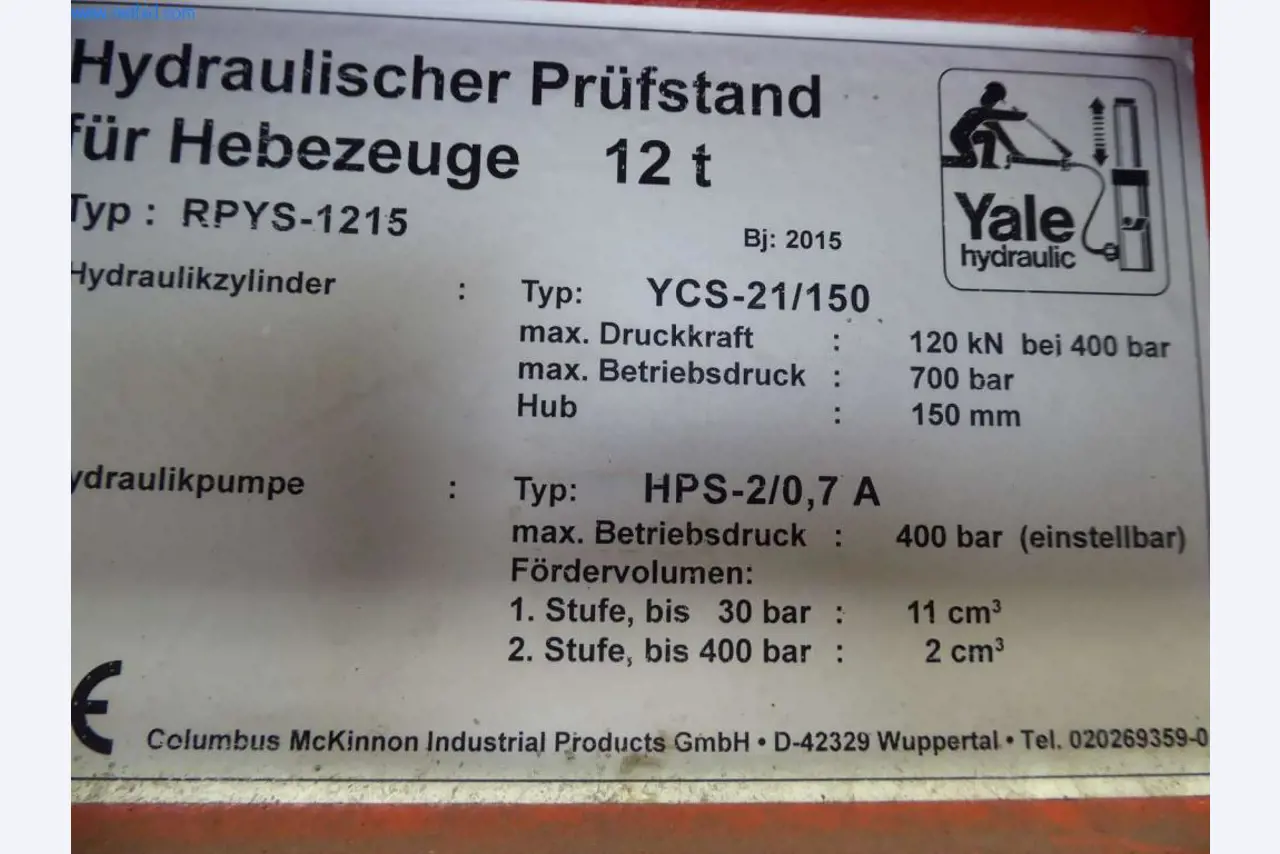 Hydraulischer Prüfstand
für Hebezeuge 12 t
Typ : RPYS-1215
Bj: 2015
Yale
hydraulic
Hydraulikzylinder : Typ: YCS-21/150
max. Druckkraft : 120 kN bei 400 bar
max. Betriebsdruck : 700 bar
Hub : 150 mm
ydraulikpumpe : Typ: HPS-2/0,7 A
max. Betriebsdruck : 400 bar (einstellbar)
Fördervolumen:
1. Stufe, bis 30 bar : 11 cm³
2. Stufe, bis 400 bar : 2 cm³
CE
Columbus McKinnon Industrial Products GmbH • D-42329 Wuppertal • Tel. 020269359-0